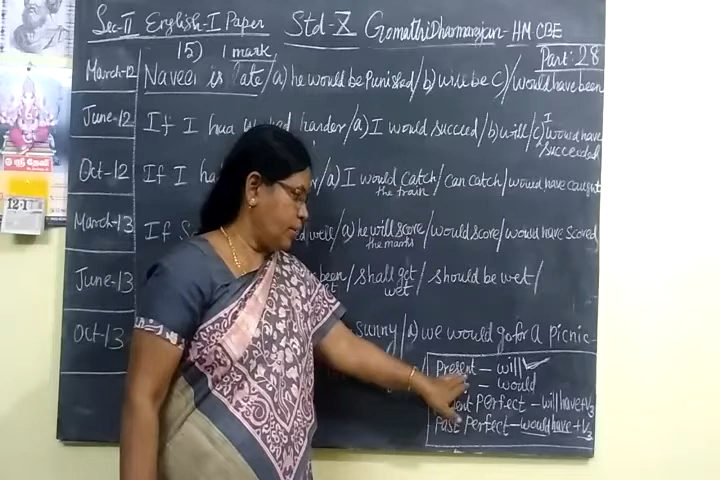 Sec-II English-I Paper Std-X Gomathi Dharmarajan-HM CBE
15) 1 mark Part: 28
March-12 Naveen is late/a) he would be Punished/b) will be C)/would have been
June-12 If I had harder/a) I would succeed/b) will/c) I would have succeeded
Oct-12 If I /a) I would catch the train/can catch/would have caught
March-13 If well/a) he will score the marks/would score/would have scored
June-13 been/shall get wet/should be wet/
Oct-13 sunny/a) we would go for a picnic-
Present - will
- would
Perfect - will have+V3
Past Perfect - would have+V3
12-1